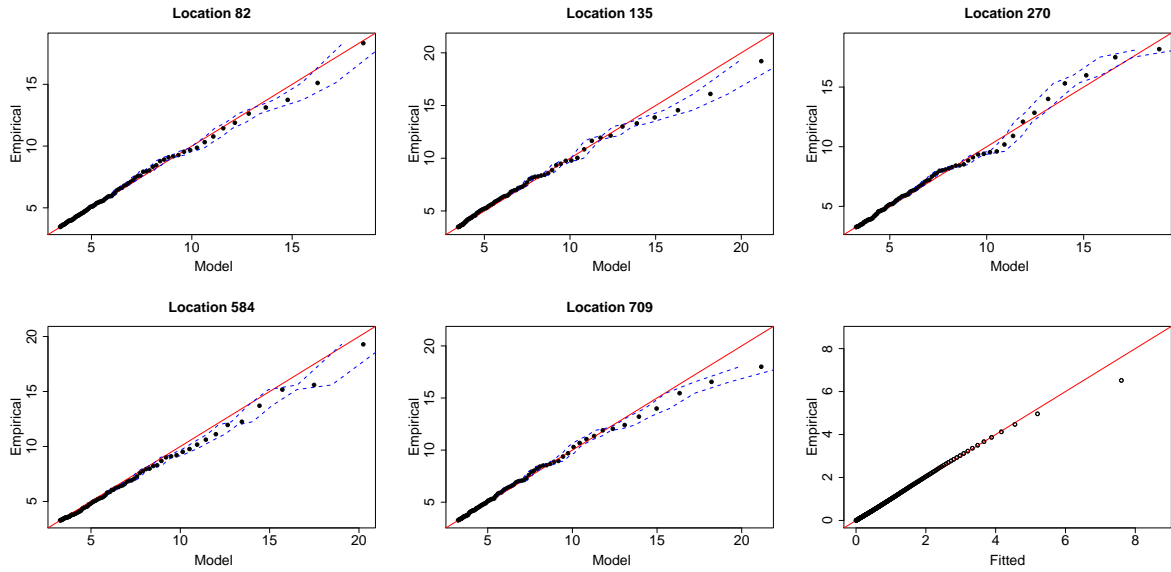 Location 82
Empirical
5 10 15
5 10 15
Model
Location 135
Empirical
5 10 15 20
5 10 15 20
Model
Location 270
Empirical
5 10 15
5 10 15
Model
Location 584
Empirical
5 10 15 20
5 10 15 20
Model
Location 709
Empirical
5 10 15 20
5 10 15 20
Model
Empirical
0 2 4 6 8
0 2 4 6 8
Fitted